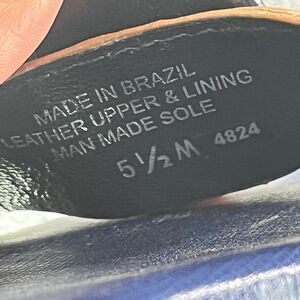 MADE IN BRAZIL
LEATHER UPPER & LINING
MAN MADE SOLE
5 ½ M 4824